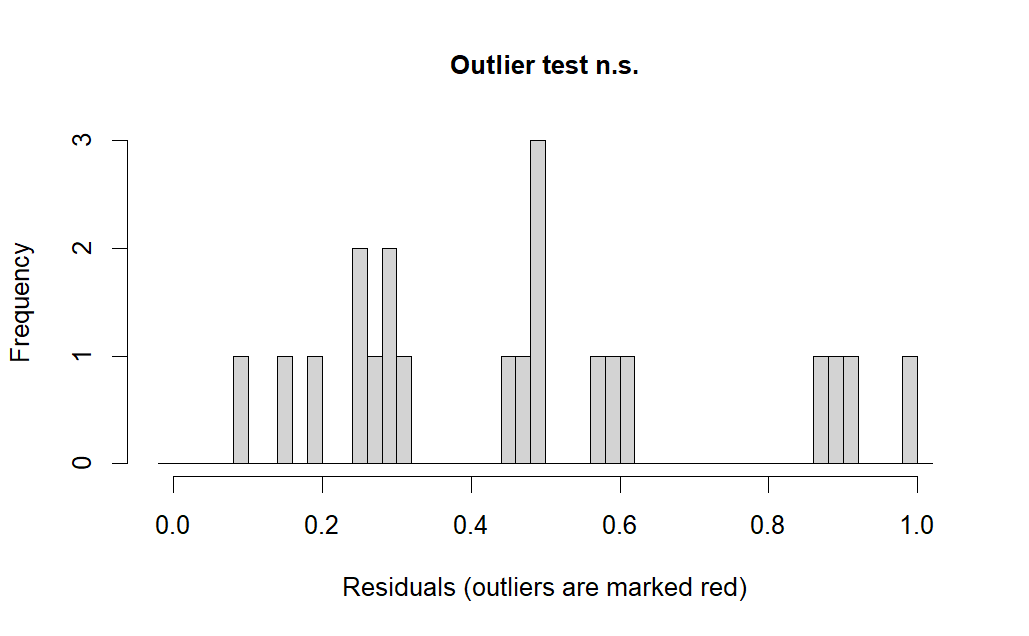 Outlier test n.s.
3
2
1
0
Frequency
0.0 0.2 0.4 0.6 0.8 1.0
Residuals (outliers are marked red)